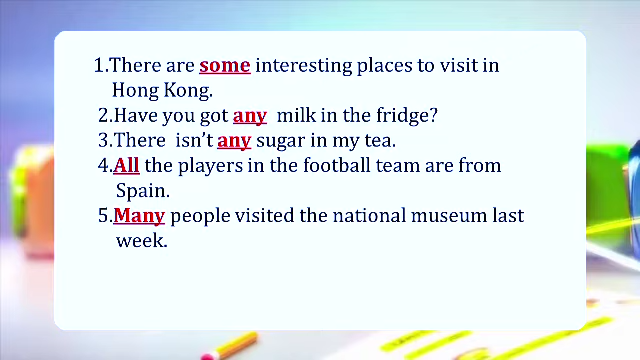 1.There are some interesting places to visit in
Hong Kong.
2.Have you got any milk in the fridge?
3.There isn't any sugar in my tea.
4.All the players in the football team are from
Spain.
5.Many people visited the national museum last
week.